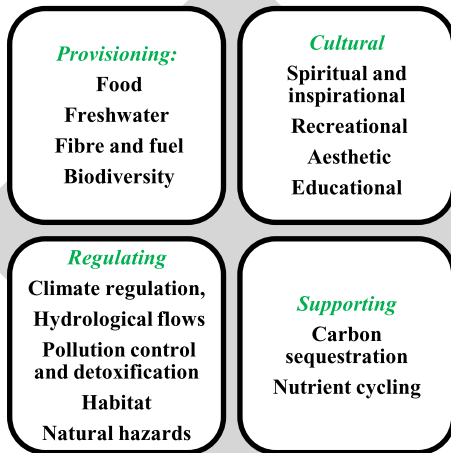 Provisioning:
Food
Freshwater
Fibre and fuel
Biodiversity
Cultural
Spiritual and
inspirational
Recreational
Aesthetic
Educational
Regulating
Climate regulation,
Hydrological flows
Pollution control
and detoxification
Habitat
Natural hazards
Supporting
Carbon
sequestration
Nutrient cycling